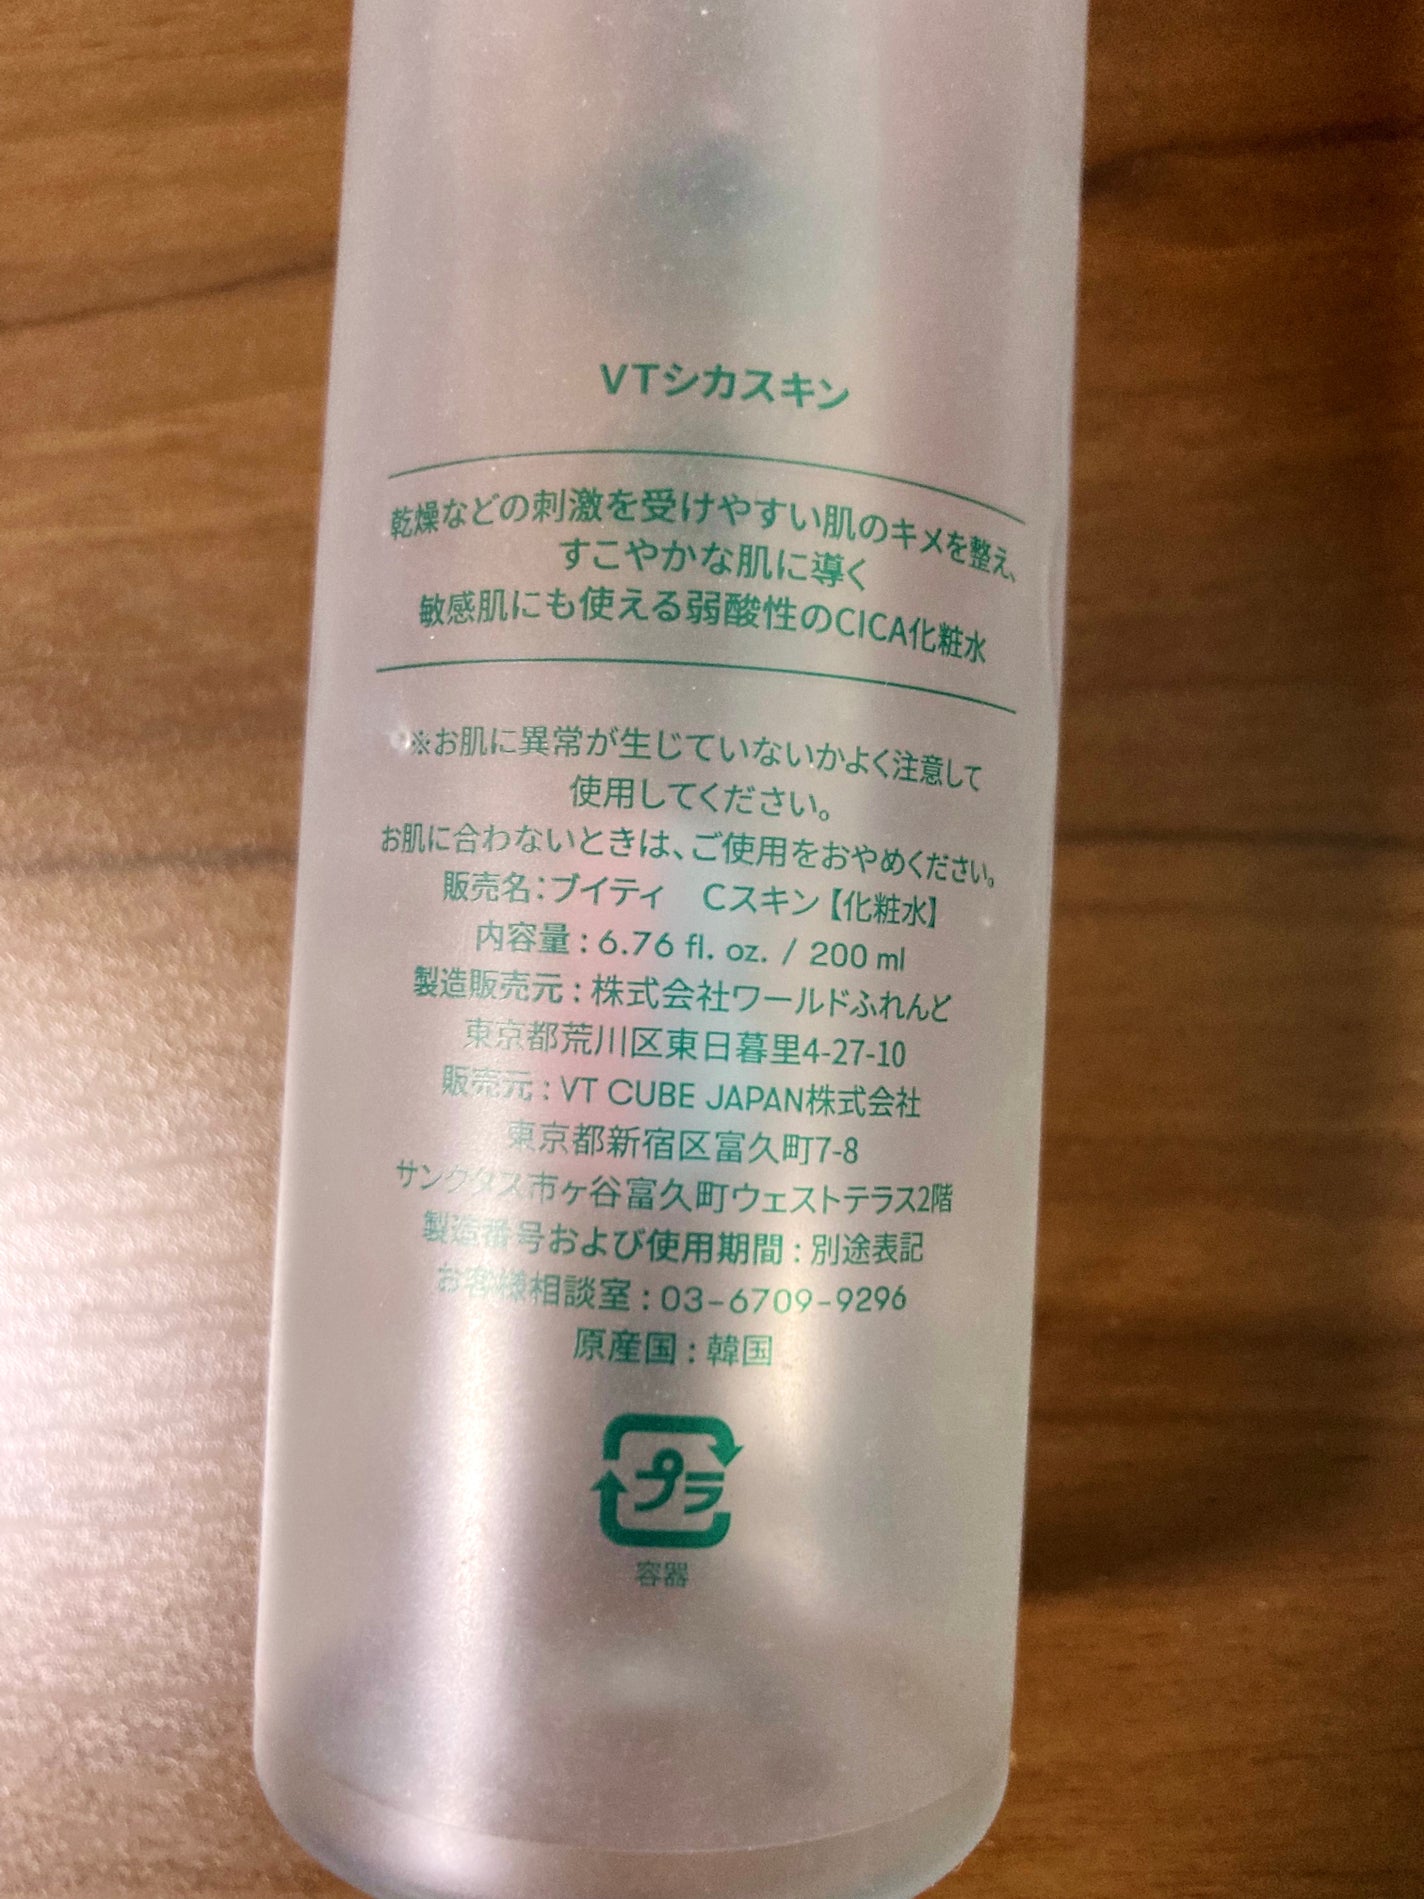 VTシカスキン
乾燥などの刺激を受けやすい肌のキメを整え、
すこやかな肌に導く
敏感肌にも使える弱酸性のCICA化粧水
※お肌に異常が生じていないかよく注意して
使用してください。
お肌に合わないときは、ご使用をおやめください。
販売名：ブイティ　Cスキン【化粧水】
内容量：6.76 fl. oz. / 200 ml
製造販売元：株式会社ワールドふれんど
東京都荒川区東日暮里4-27-10
販売元：VT CUBE JAPAN株式会社
東京都新宿区富久町7-8
サンクタス市ヶ谷富久町ウェストテラス2階
製造番号および使用期間：別途表記
お客様相談室：03-6709-9296
原産国：韓国
プラ
容器